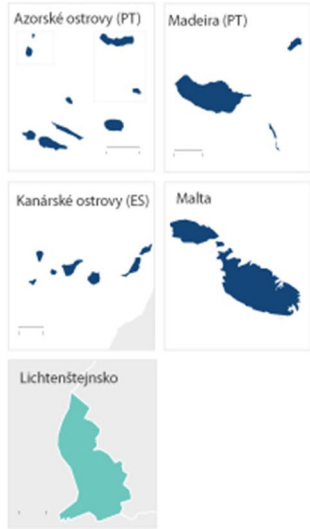 Azorské ostrovy (PT)
Madeira (PT)
Kanárské ostrovy (ES)
Malta
Lichtenštejnsko